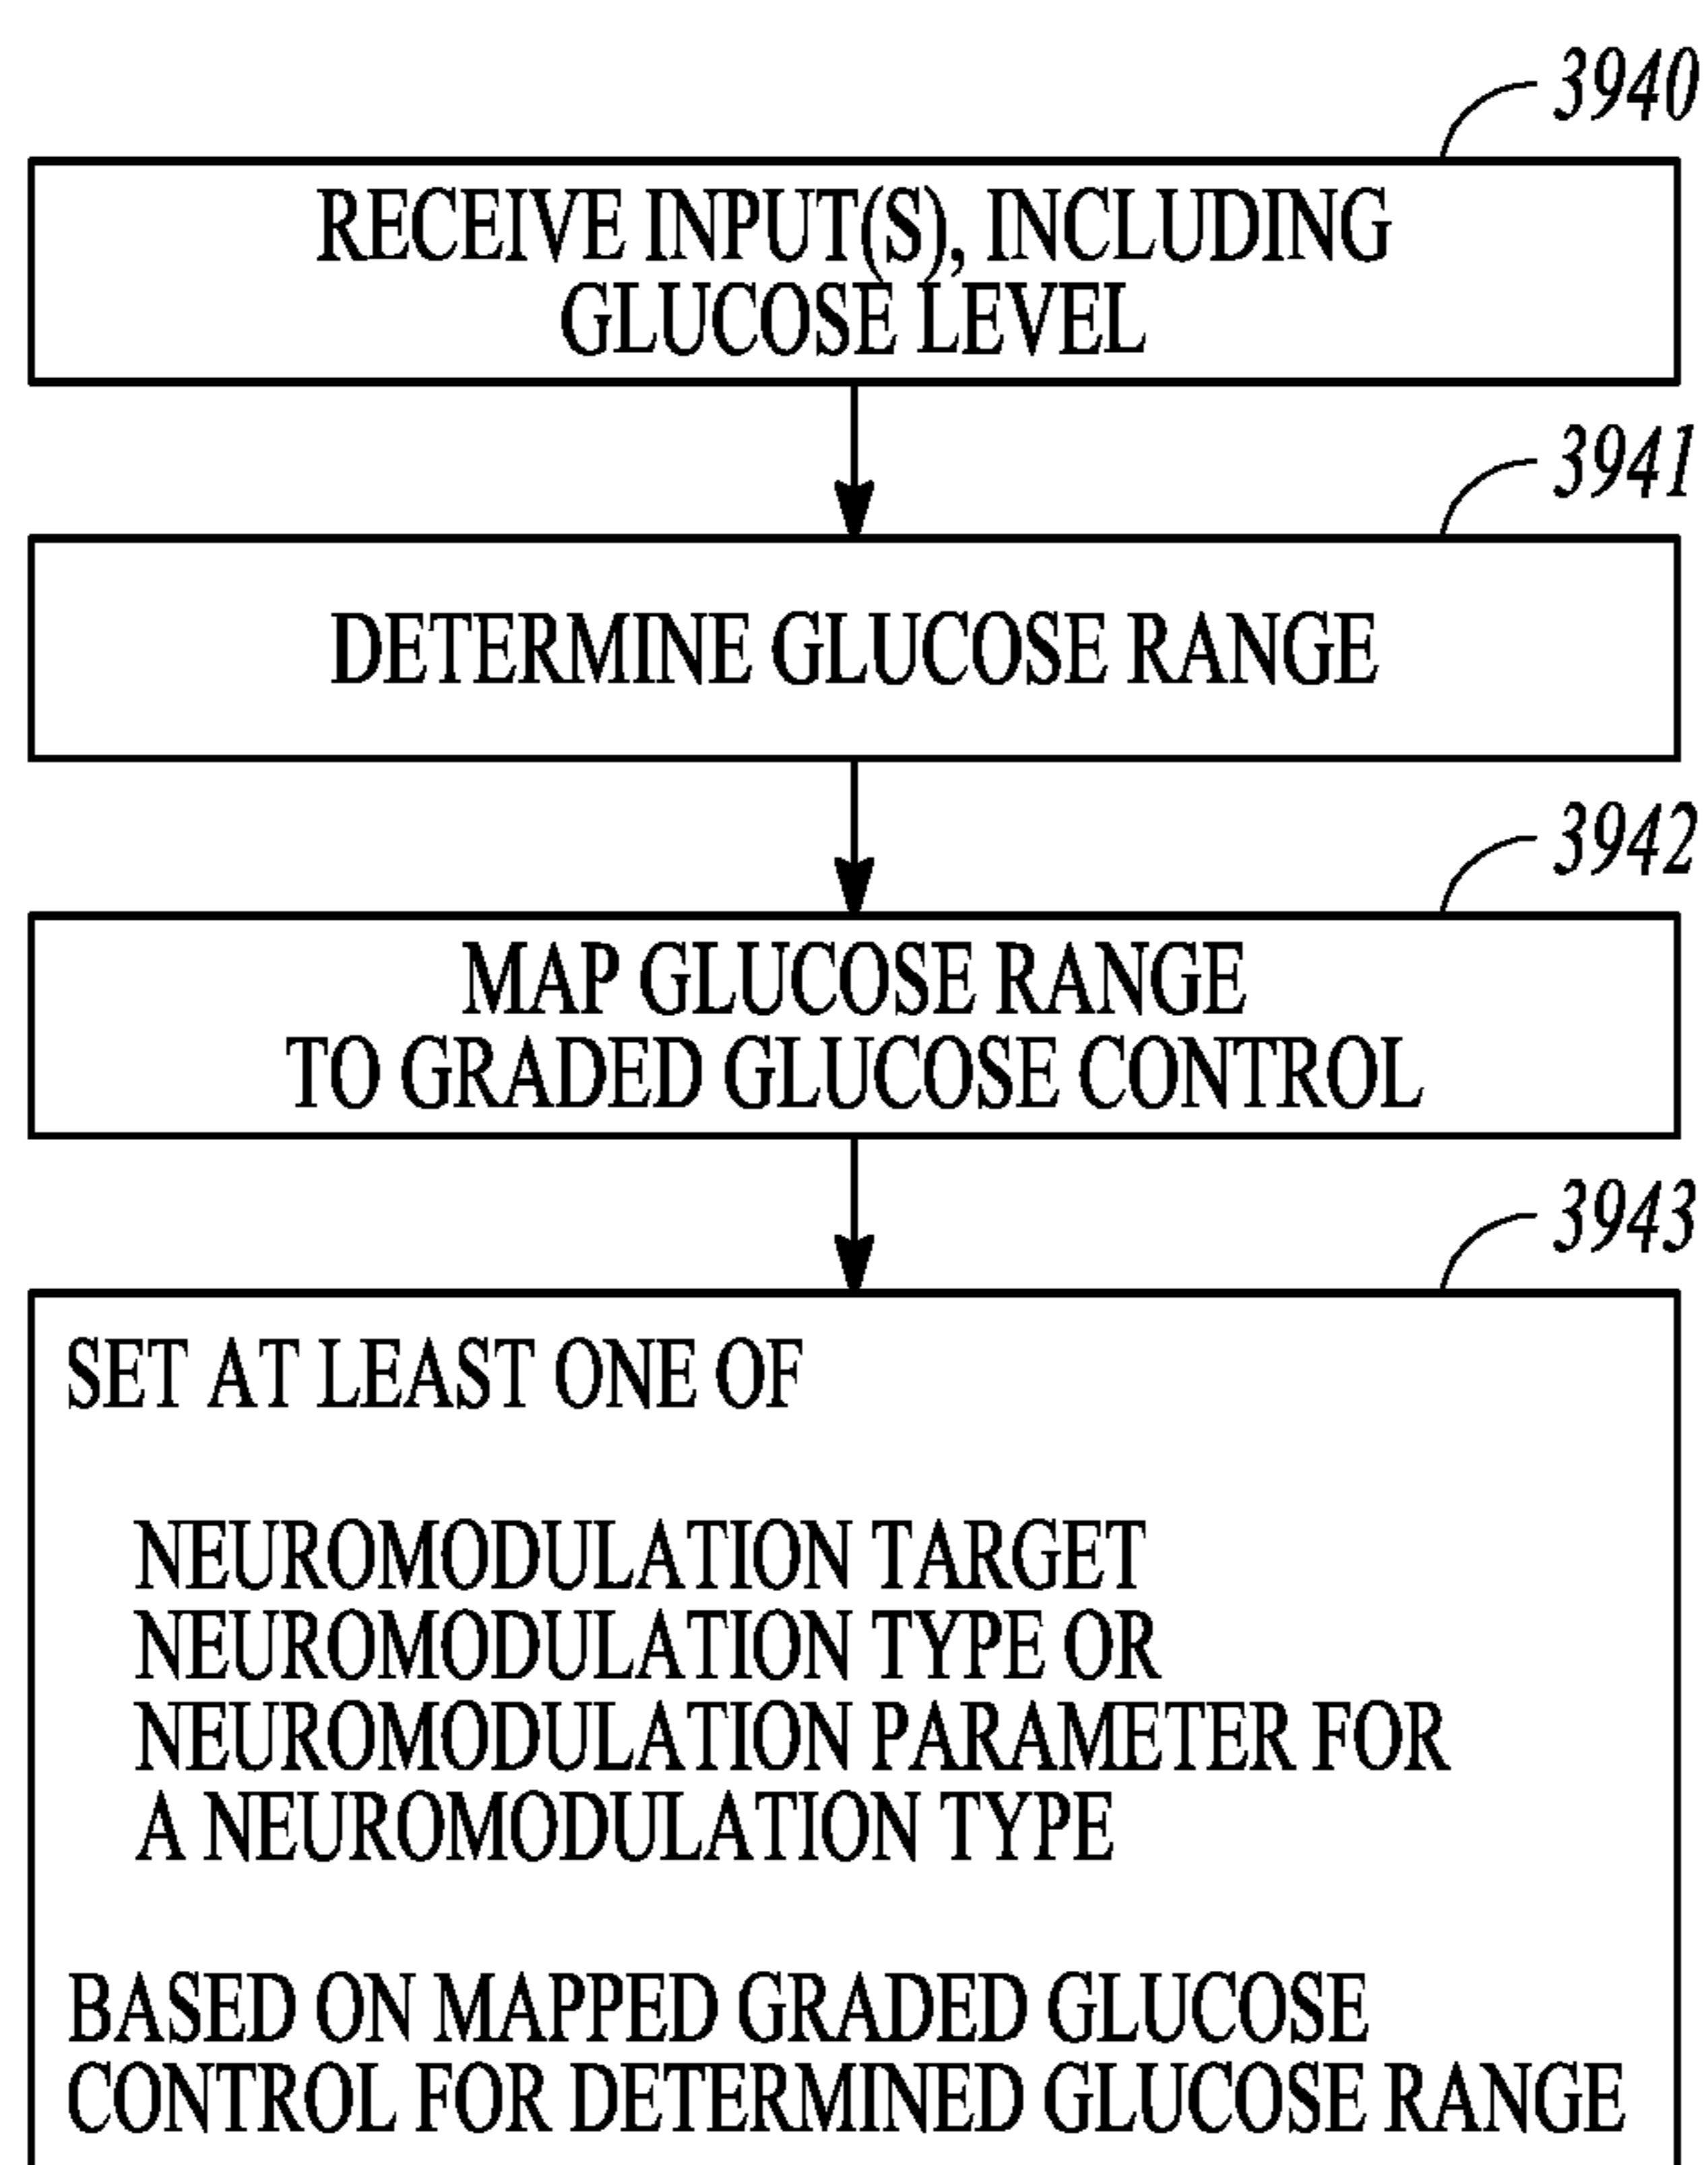 3940
RECEIVE INPUT(S), INCLUDING
GLUCOSE LEVEL
3941
DETERMINE GLUCOSE RANGE
3942
MAP GLUCOSE RANGE
TO GRADED GLUCOSE CONTROL
3943
SET AT LEAST ONE OF
NEUROMODULATION TARGET
NEUROMODULATION TYPE OR
NEUROMODULATION PARAMETER FOR
A NEUROMODULATION TYPE
BASED ON MAPPED GRADED GLUCOSE
CONTROL FOR DETERMINED GLUCOSE RANGE